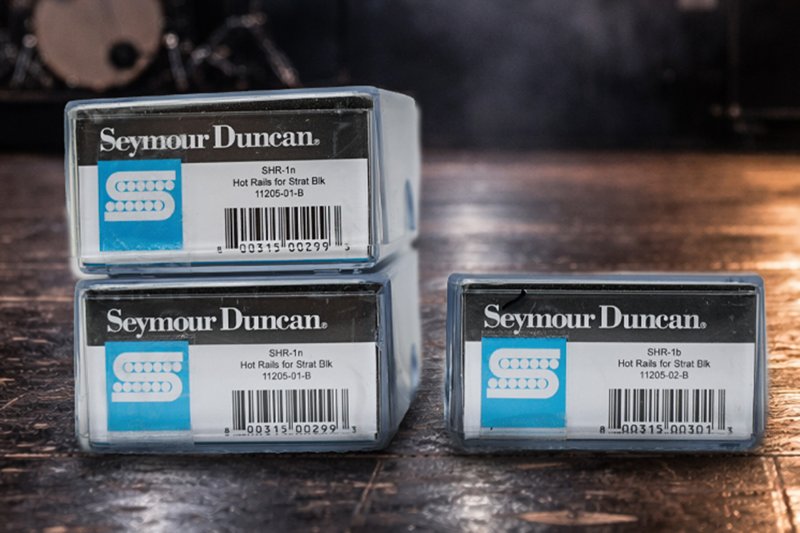 Seymour Duncan®
SHR-1n
Hot Rails for Strat Blk
11205-01-B
8 00315 00299 3
Seymour Duncan®
SHR-1n
Hot Rails for Strat Blk
11205-01-B
8 00315 00299 3
Seymour Duncan®
SHR-1b
Hot Rails for Strat Blk
11205-02-B
8 00315 00301 3